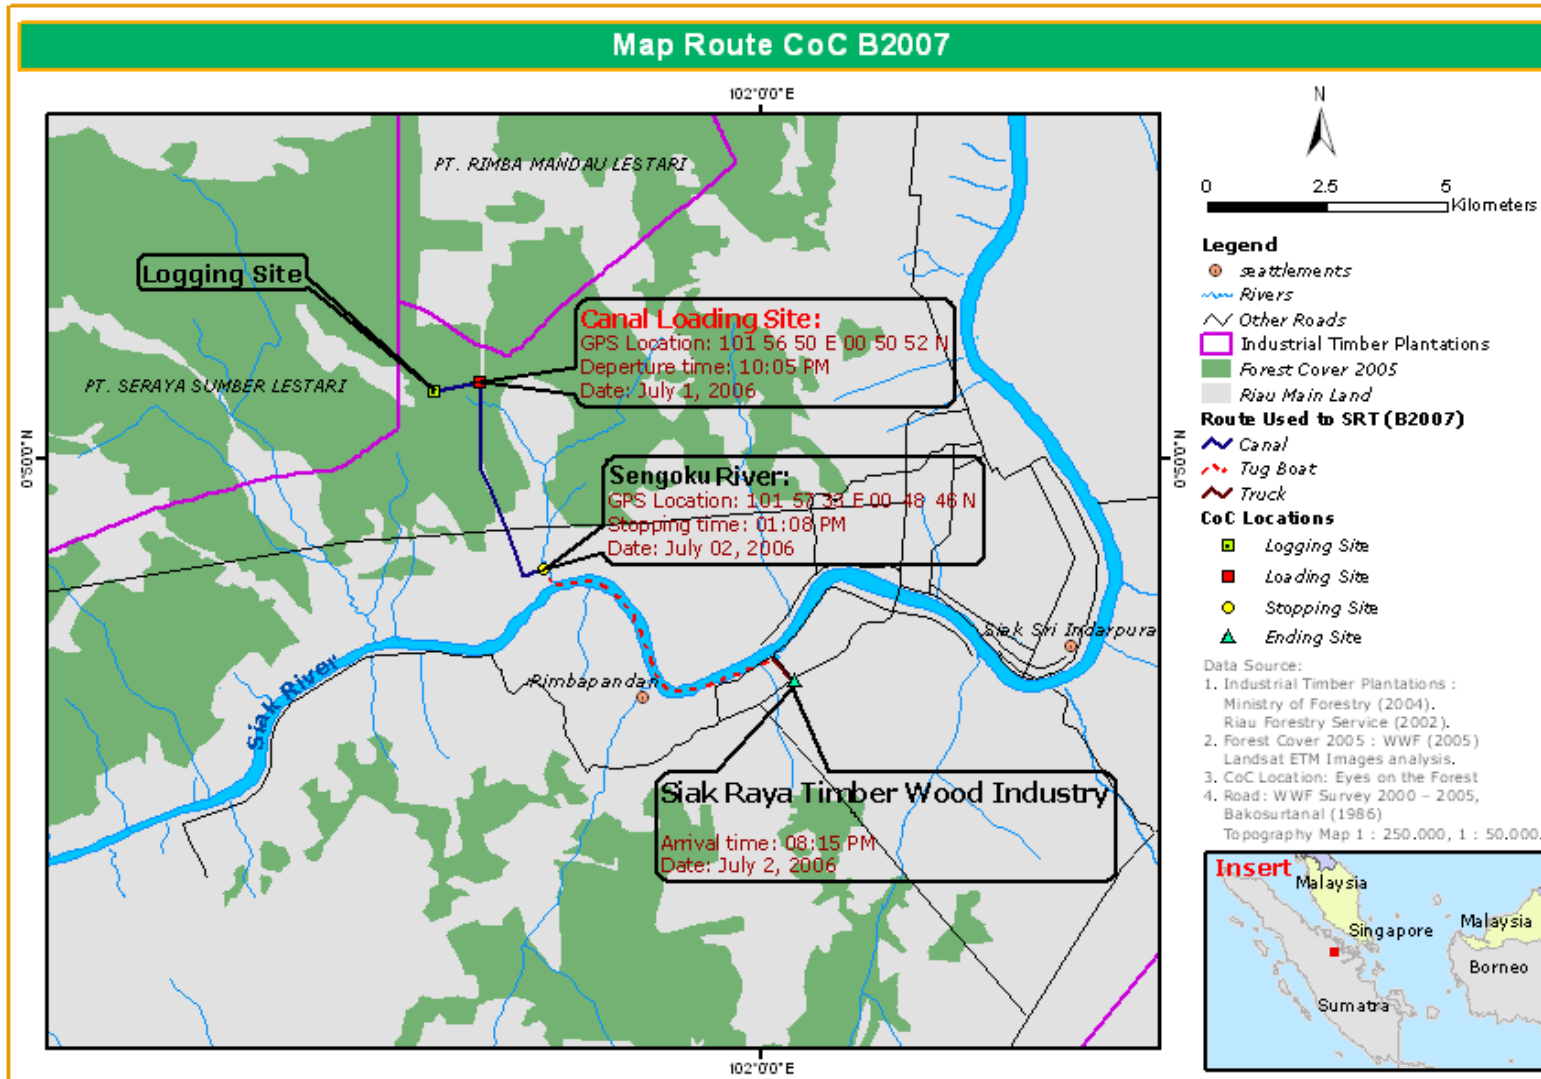 Map Route CoC B2007
102°0'0"E
N
0 2.5 5
Kilometers
PT. RIMBA MANDAU LESTARI
Logging Site
Canal Loading Site:
GPS Location: 101 56 50 E 00 50 52 N
Deperture time: 10:05 PM
Date: July 1, 2006
PT. SERAYA SUMBER LESTARI
0°50'0"N
0°50'0"N
Sengoku River:
GPS Location: 101 57 33 E 00 48 46 N
Stopping time: 01:08 PM
Date: July 02, 2006
Siak Sri Indarpura
Rimbapandan
Siak River
Siak Raya Timber Wood Industry
Arrival time: 08:15 PM
Date: July 2, 2006
102°0'0"E
Legend
seattlements
Rivers
Other Roads
Industrial Timber Plantations
Forest Cover 2005
Riau Main Land
Route Used to SRT (B2007)
Canal
Tug Boat
Truck
CoC Locations
Logging Site
Loading Site
Stopping Site
Ending Site
Data Source:
1. Industrial Timber Plantations :
Ministry of Forestry (2004).
Riau Forestry Service (2002).
2. Forest Cover 2005 : WWF (2005)
Landsat ETM Images analysis.
3. CoC Location: Eyes on the Forest
4. Road: WWF Survey 2000 - 2005,
Bakosurtanal (1986)
Topography Map 1 : 250.000, 1 : 50.000.
Insert
Malaysia
Singapore
Malaysia
Borneo
Sumatra